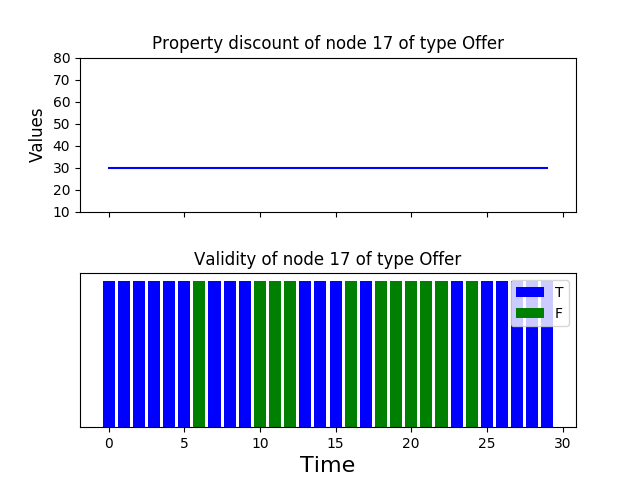 Property discount of node 17 of type Offer
80
70
60
50
40
30
20
10
Values
Validity of node 17 of type Offer
T
F
0 5 10 15 20 25 30
Time